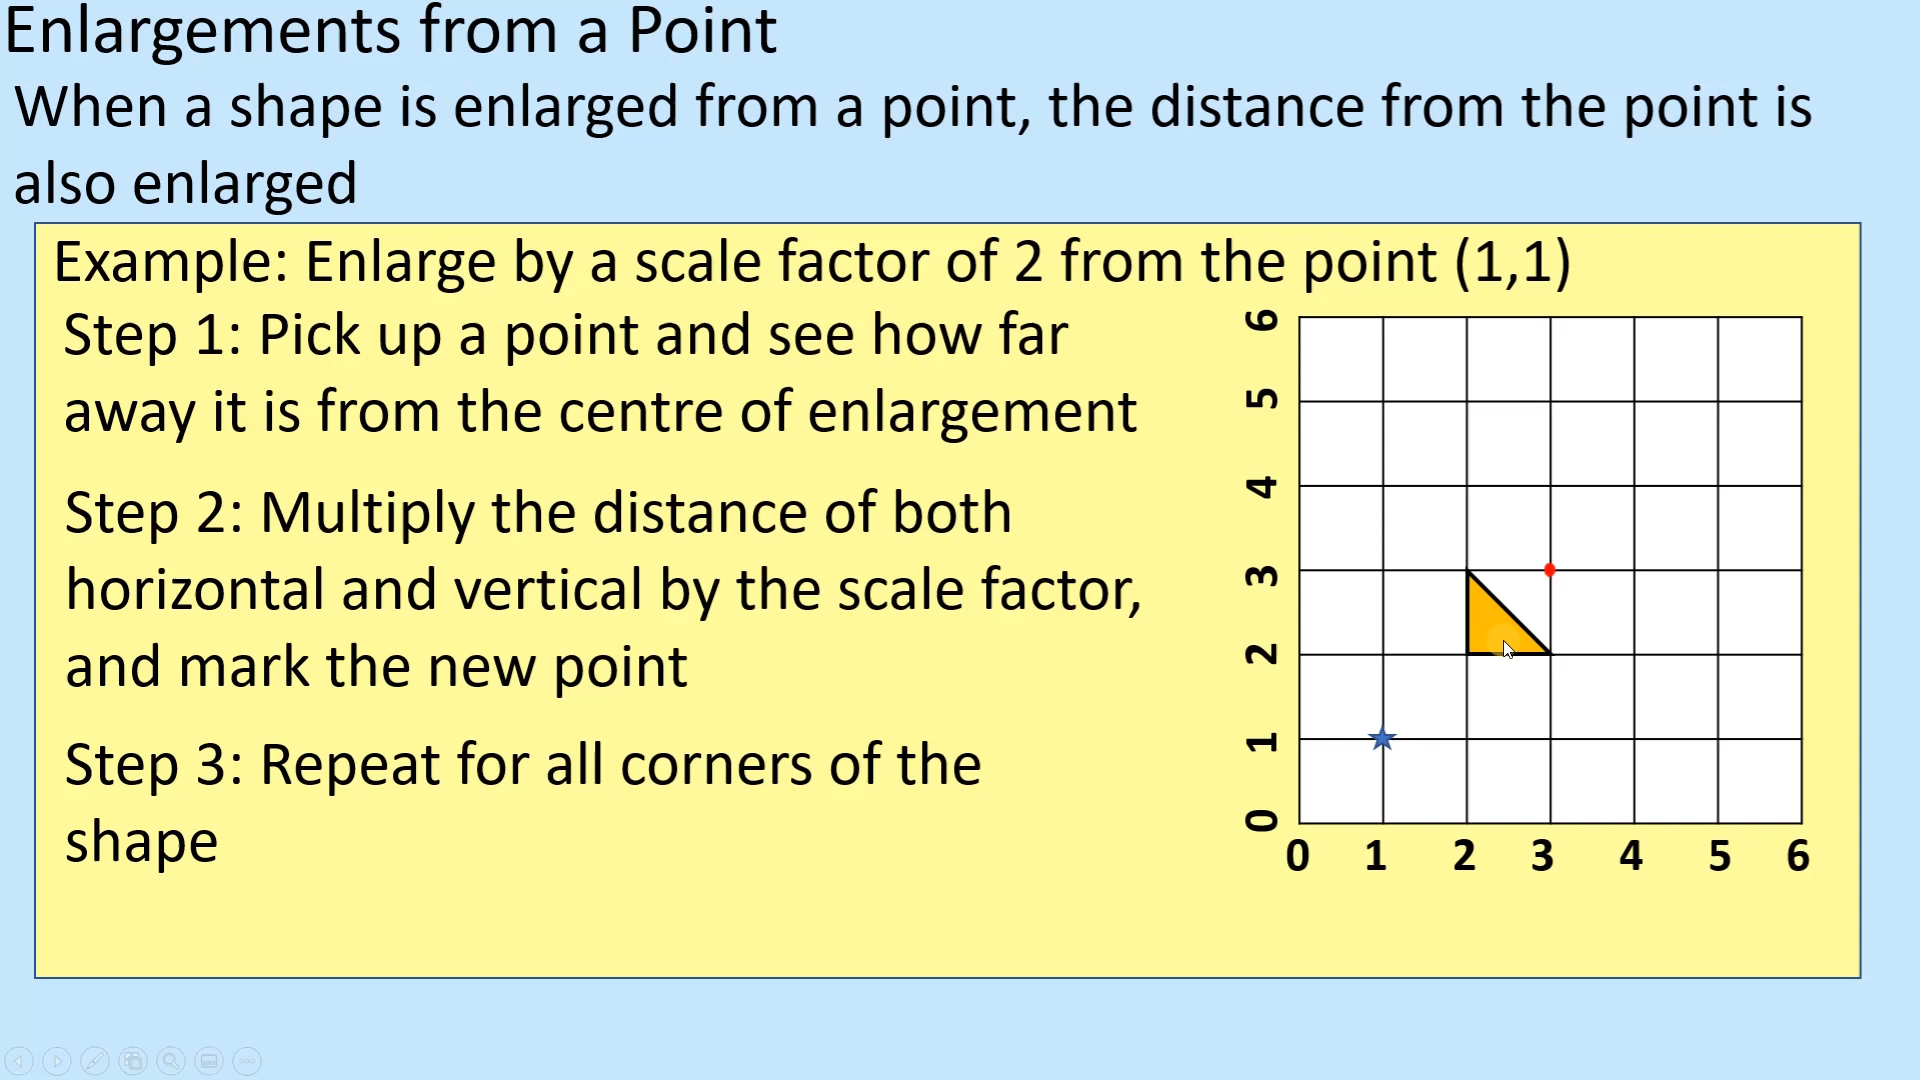 Enlargements from a Point
When a shape is enlarged from a point, the distance from the point is
also enlarged
Example: Enlarge by a scale factor of 2 from the point (1,1)
Step 1: Pick up a point and see how far
away it is from the centre of enlargement
Step 2: Multiply the distance of both
horizontal and vertical by the scale factor,
and mark the new point
Step 3: Repeat for all corners of the
shape
6
5
4
3
2
1
0
0 1 2 3 4 5 6